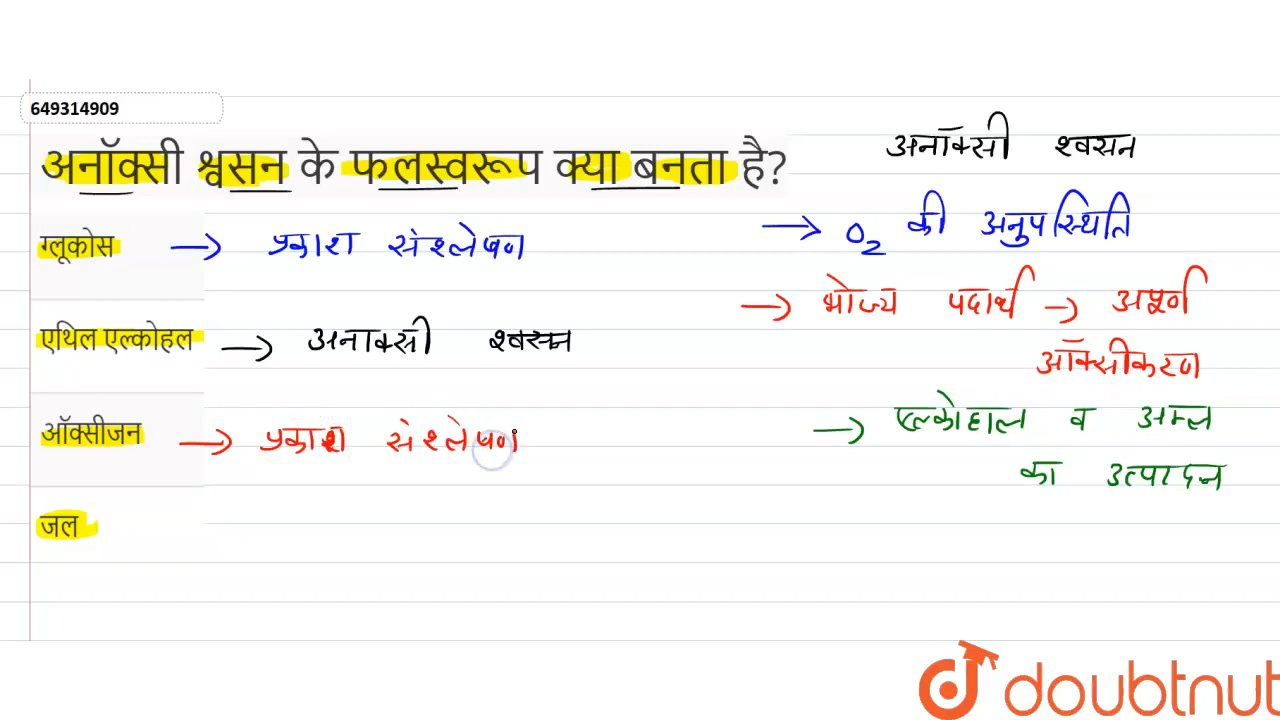 649314909
अनॉक्सी श्वसन के फलस्वरूप क्या बनता है?
ग्लूकोस → प्रकाश संश्लेषण
एथिल एल्कोहल → अनाक्सी श्वसन
ऑक्सीजन → प्रकाश संश्लेषण
जल
अनॉक्सी श्वसन
→ O2 की अनुपस्थिति
→ भोज्य पदार्थ → अपूर्ण
ऑक्सीकरण
→ एल्कोहाल व अम्ल
का उत्पादन
doubtnut